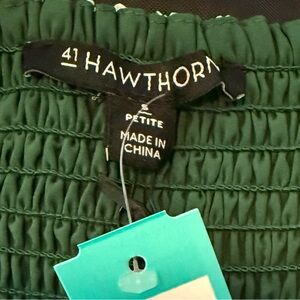 41 HAWTHORN
S
PETITE
MADE IN
CHINA